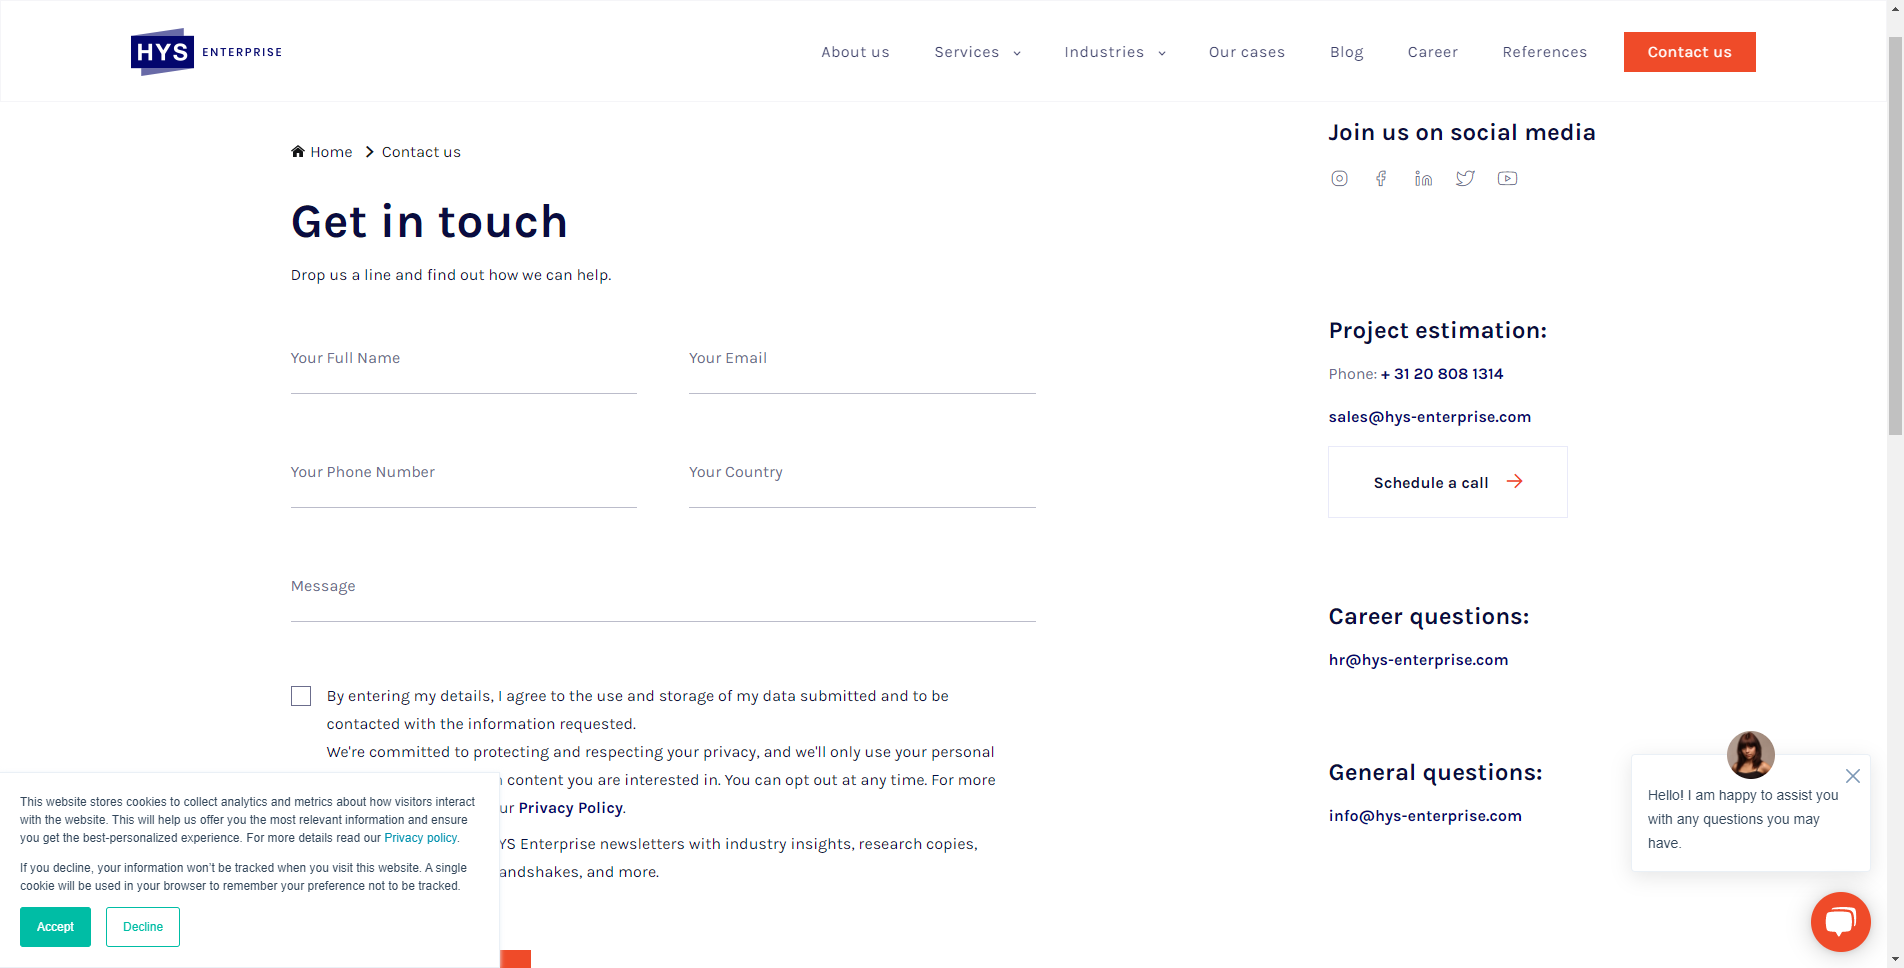 HYS ENTERPRISE
About us
Services
Industries
Our cases
Blog
Career
References
Contact us
Home
Contact us
Get in touch
Drop us a line and find out how we can help.
Your Full Name
Your Email
Your Phone Number
Your Country
Message
By entering my details, I agree to the use and storage of my data submitted and to be
contacted with the information requested.
We're committed to protecting and respecting your privacy, and we'll only use your personal
content you are interested in. You can opt out at any time. For more
Privacy Policy.
Enterprise newsletters with industry insights, research copies,
and more.
Join us on social media
Project estimation:
Phone: + 31 20 808 1314
sales@hys-enterprise.com
Schedule a call
Career questions:
hr@hys-enterprise.com
General questions:
info@hys-enterprise.com
This website stores cookies to collect analytics and metrics about how visitors interact
with the website. This will help us offer you the most relevant information and ensure
you get the best-personalized experience. For more details read our Privacy policy.
If you decline, your information won't be tracked when you visit this website. A single
cookie will be used in your browser to remember your preference not to be tracked.
Accept
Decline
Hello! I am happy to assist you
with any questions you may
have.